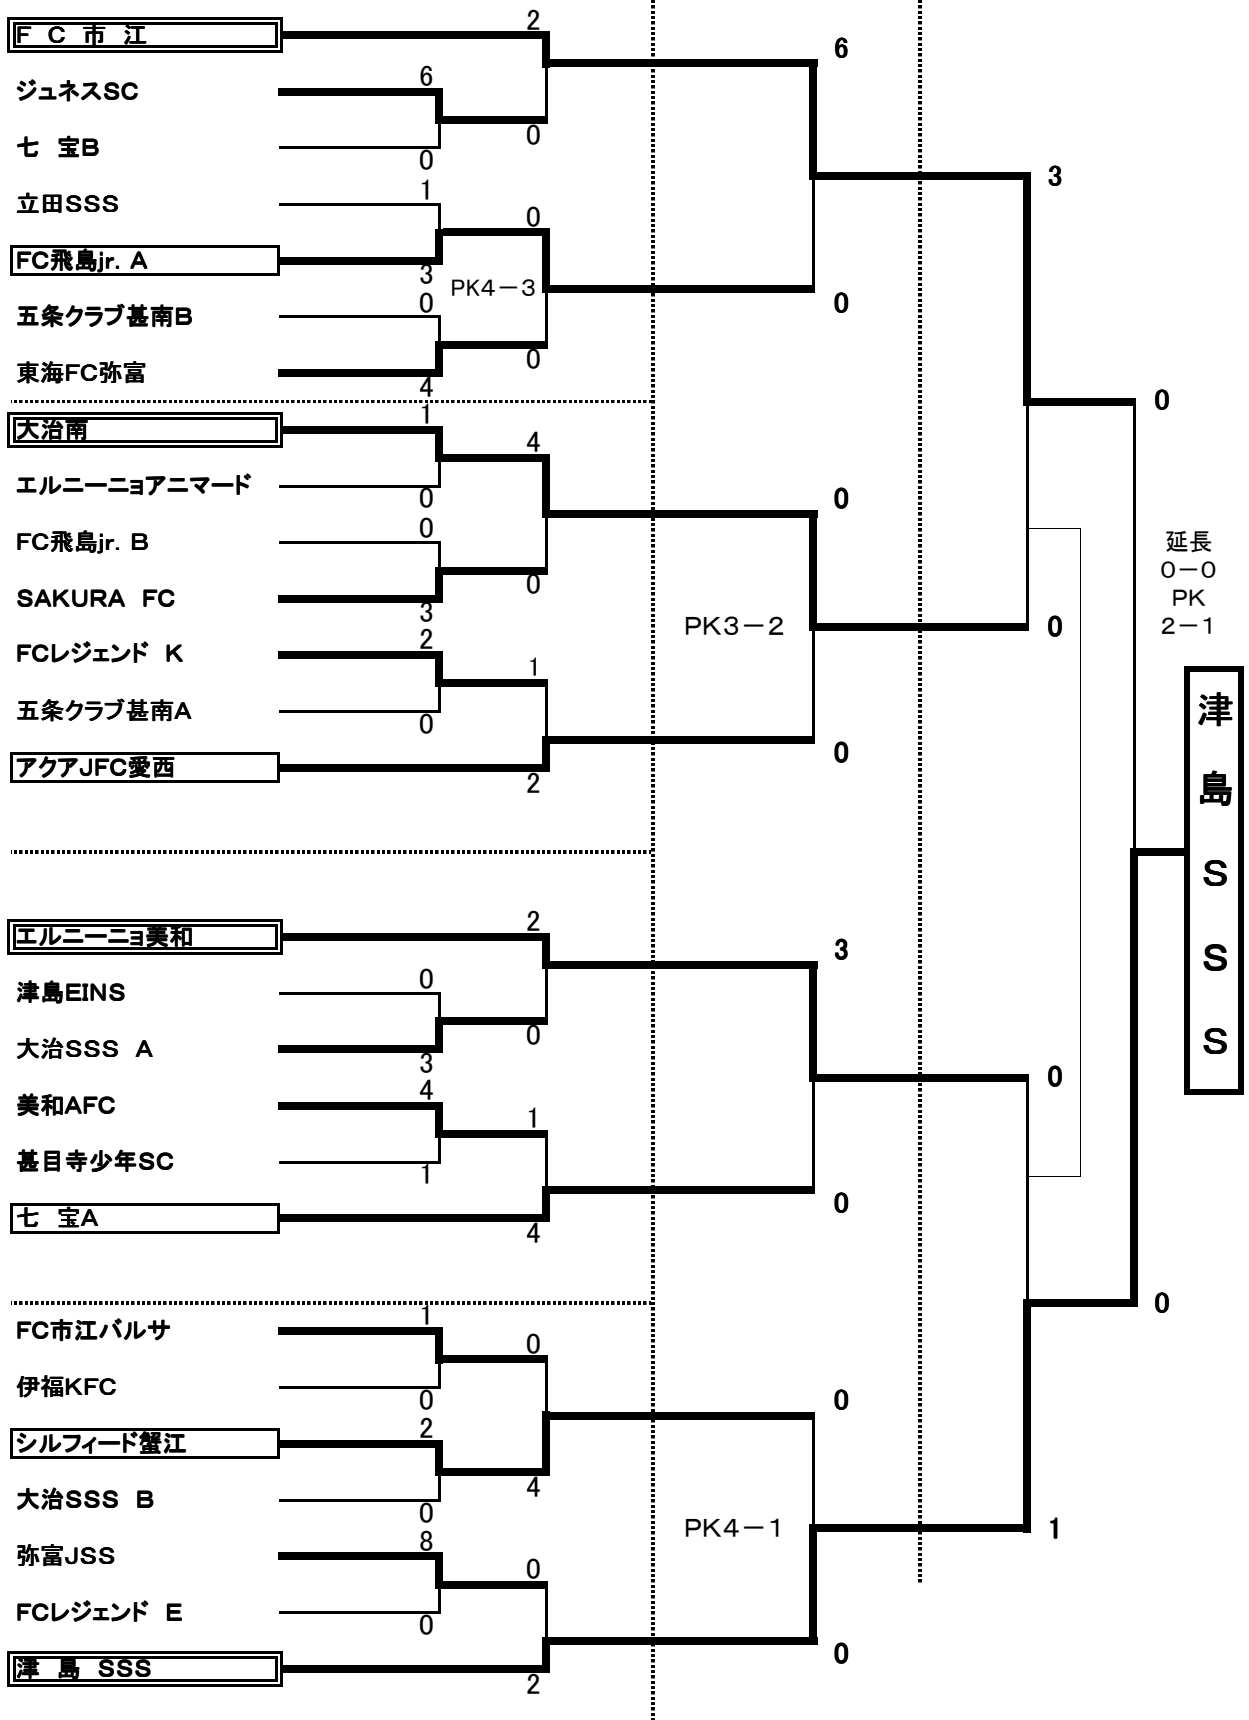 FC市江
2
6
ジュネスSC
6
3
七 宝B
0
0
立田SSS
1
0
FC飛島jr. A
3
PK4－3
五条クラブ甚南B
0
0
東海FC弥富
4
0
大治南
1
4
0
エルニーニョアニマード
0
0
FC飛島jr. B
0
延長
0－0
PK
2－1
SAKURA FC
3
0
PK3－2
0
FCレジェンド K
2
1
五条クラブ甚南A
0
0
アクアJFC愛西
2
津島SSS
エルニーニョ美和
2
3
津島EINS
0
0
大治SSS A
3
0
美和AFC
4
1
甚目寺少年SC
1
七 宝A
4
0
FC市江バルサ
1
0
0
伊福KFC
0
0
シルフィード蟹江
2
大治SSS B
0
4
PK4－1
1
弥富JSS
8
0
FCレジェンド E
0
津 島 SSS
2
0